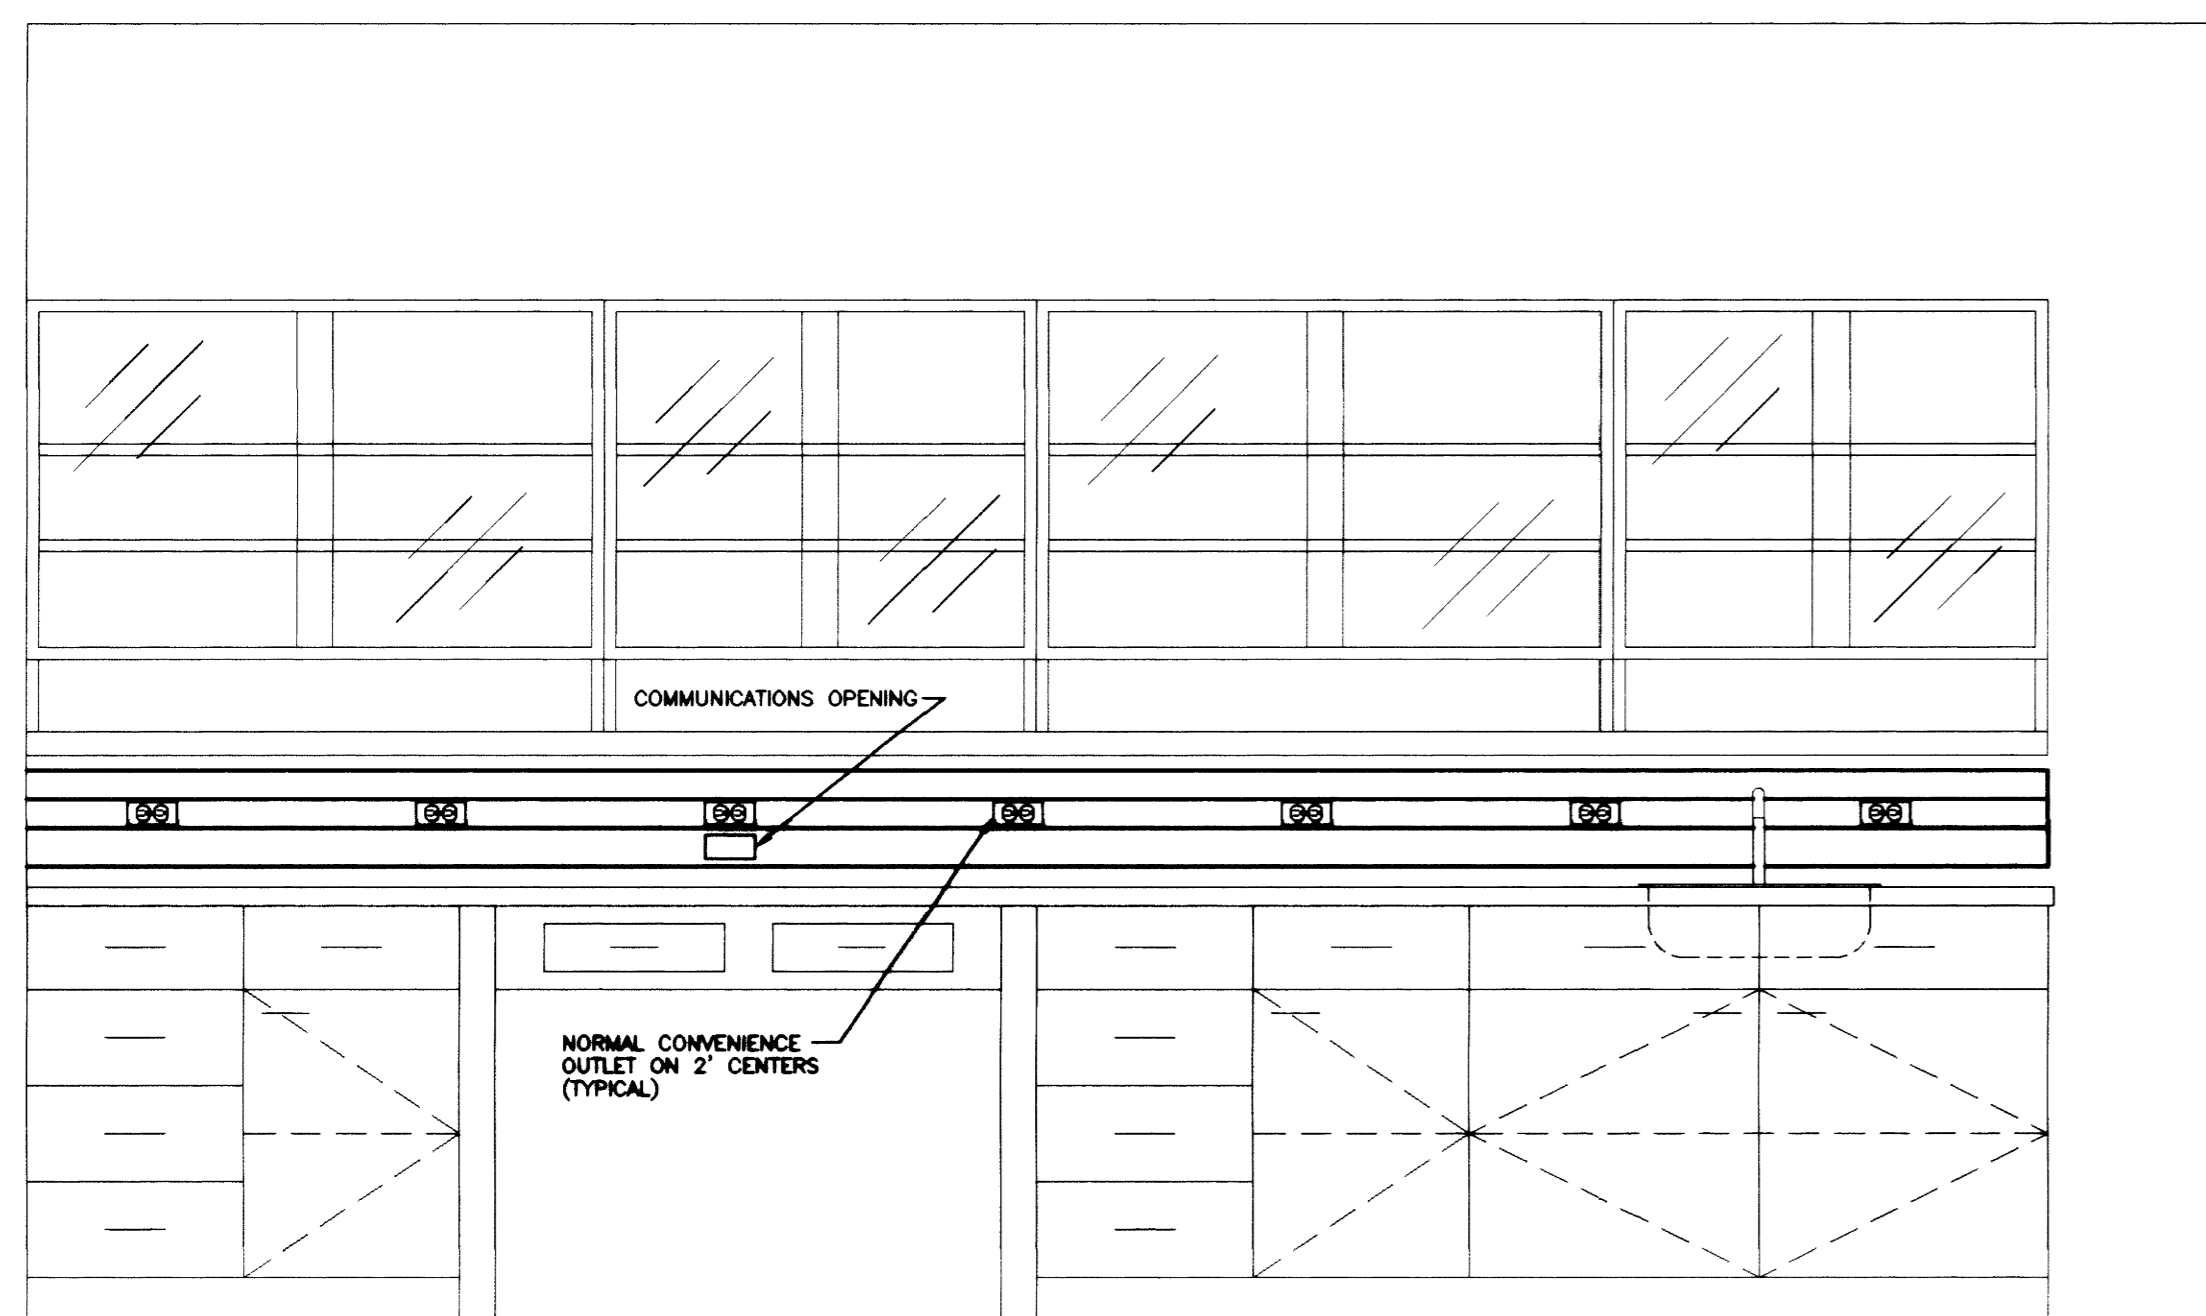 COMMUNICATIONS OPENING
NORMAL CONVENIENCE
OUTLET ON 2' CENTERS
(TYPICAL)